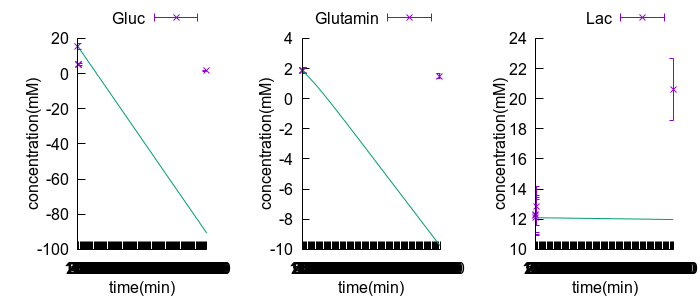 Gluc
20
0
-20
-40
-60
-80
-100
concentration(mM)
time(min)
Glutamin
4
2
0
-2
-4
-6
-8
-10
concentration(mM)
time(min)
Lac
24
22
20
18
16
14
12
10
concentration(mM)
time(min)